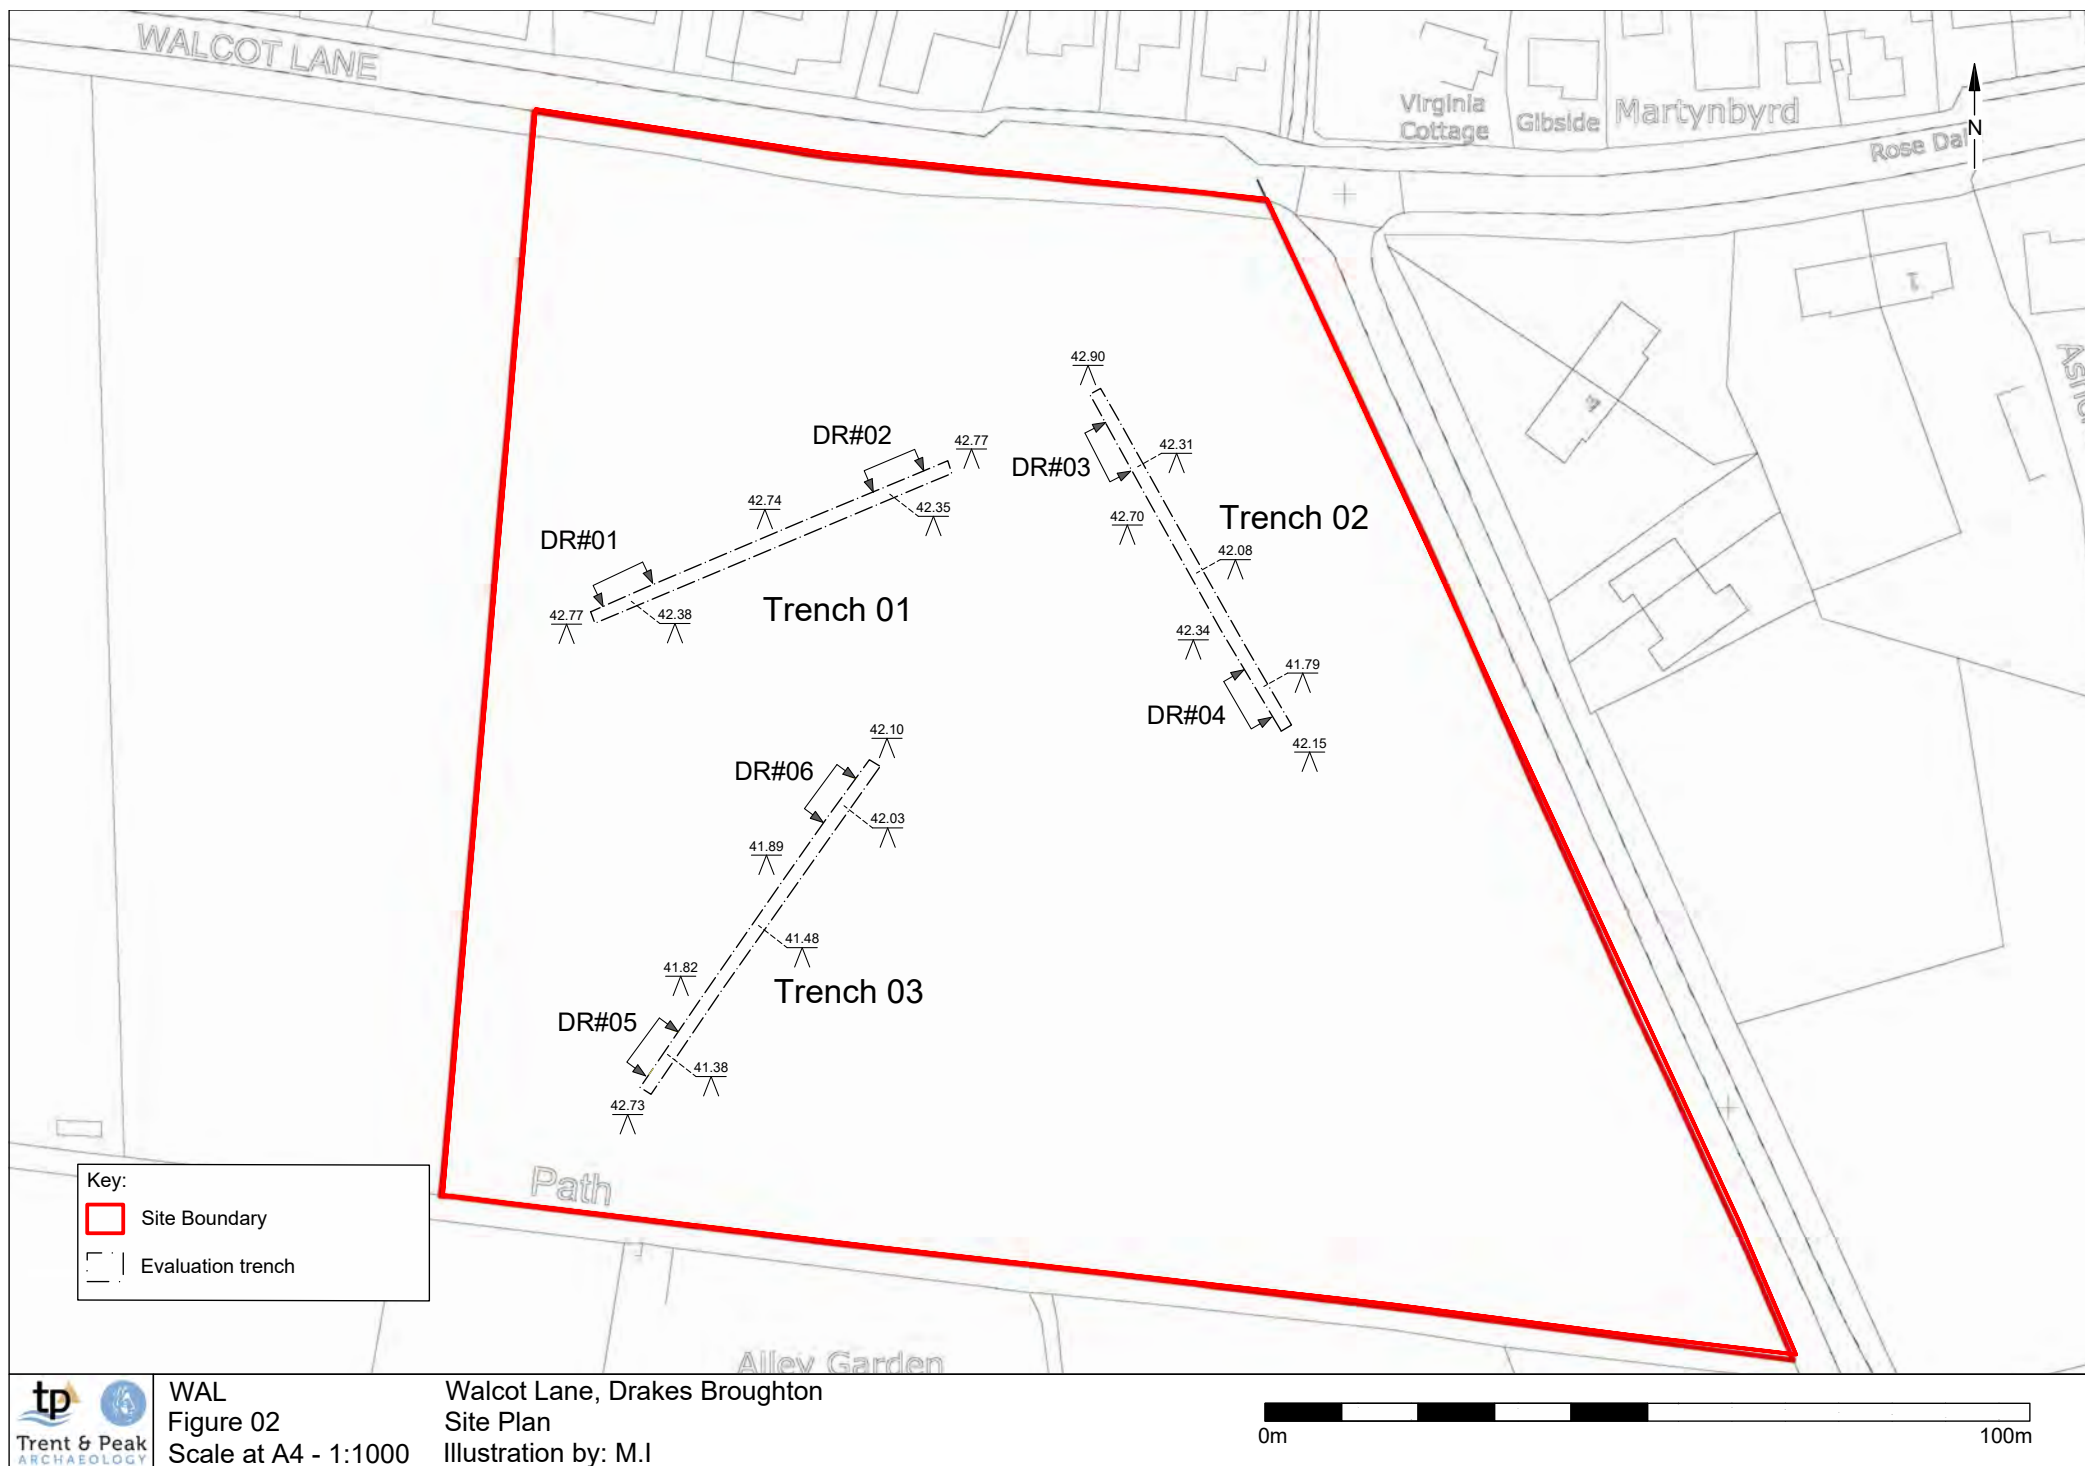 WALCOT LANE
Virginia
Cottage
Gibside
Martynbyrd
N
Rose Dal
1
42.90
DR#02
42.77
42.31
DR#03
42.74
42.35
42.70
Trench 02
DR#01
42.08
42.77
42.38
Trench 01
42.34
41.79
DR#04
42.15
42.10
DR#06
42.03
41.89
41.48
41.82
Trench 03
DR#05
41.38
42.73
Path
Key:
Site Boundary
Evaluation trench
Alley Garden
tp
Trent & Peak
ARCHAEOLOGY
WAL
Figure 02
Scale at A4 - 1:1000
Walcot Lane, Drakes Broughton
Site Plan
Illustration by: M.I
0m
100m